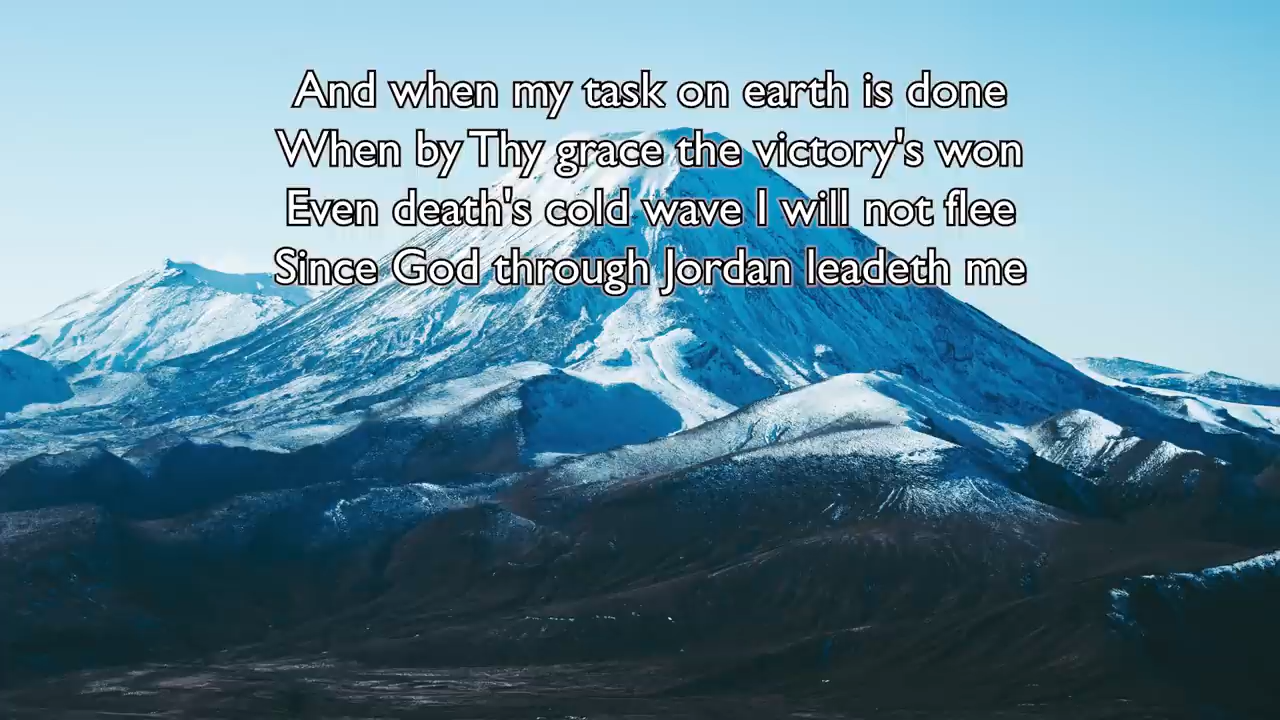 And when my task on earth is done
When by Thy grace the victory's won
Even death's cold wave I will not flee
Since God through Jordan leadeth me